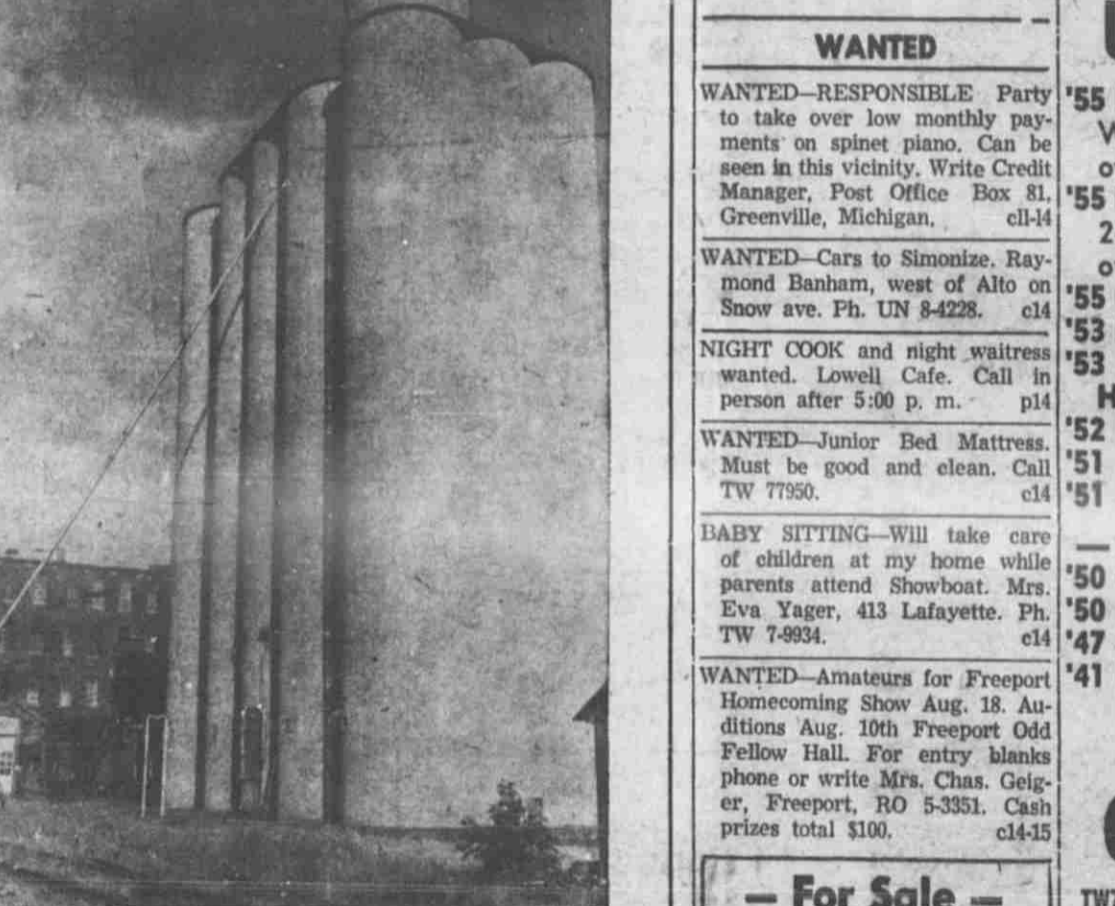 WANTED
WANTED—RESPONSIBLE Party
to take over low monthly pay-
ments on spinet piano. Can be
seen in this vicinity. Write Credit
Manager, Post Office Box 81,
Greenville, Michigan. c11-14
WANTED—Cars to Simonize. Ray-
mond Banham, west of Alto on
Snow ave. Ph. UN 8-4228. c14
NIGHT COOK and night waitress
wanted. Lowell Cafe. Call in
person after 5:00 p. m. p14
WANTED—Junior Bed Mattress.
Must be good and clean. Call
TW 77950. c14
BABY SITTING—Will take care
of children at my home while
parents attend Showboat. Mrs.
Eva Yager, 413 Lafayette. Ph.
TW 7-9934. c14
WANTED—Amateurs for Freeport
Homecoming Show Aug. 18. Au-
ditions Aug. 10th Freeport Odd
Fellow Hall. For entry blanks
phone or write Mrs. Chas. Geig-
er, Freeport, RO 5-3351. Cash
prizes total $100. c14-15
— For Sale —
'55
'55
2
'55
'53
'53
H
'52
'51
'51
'50
'50
'47
'41